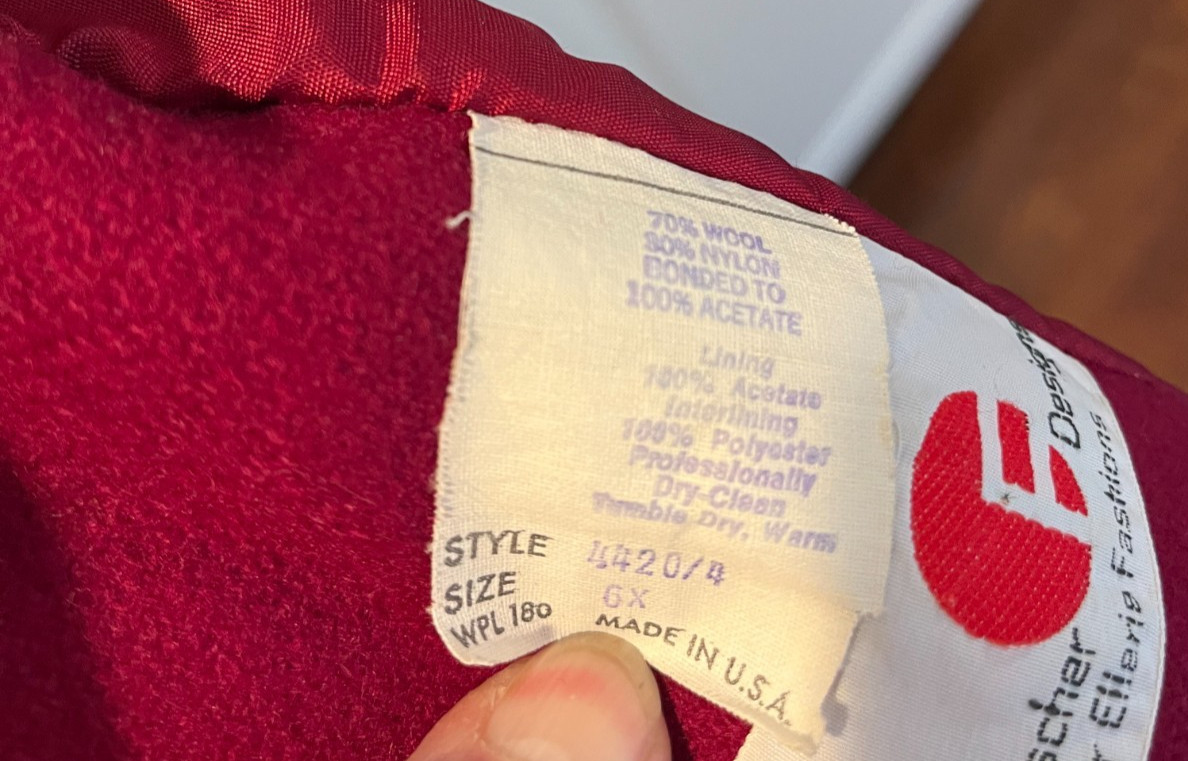 70% WOOL
30% NYLON
BONDED TO
100% ACETATE
Lining
100% Acetate
Interlining
100% Polyester
Professionally
Dry-Clean
Tumble Dry, Warm
STYLE 4420/4
SIZE 6X
WPL 180 MADE IN U.S.A.
Designs
Fashions